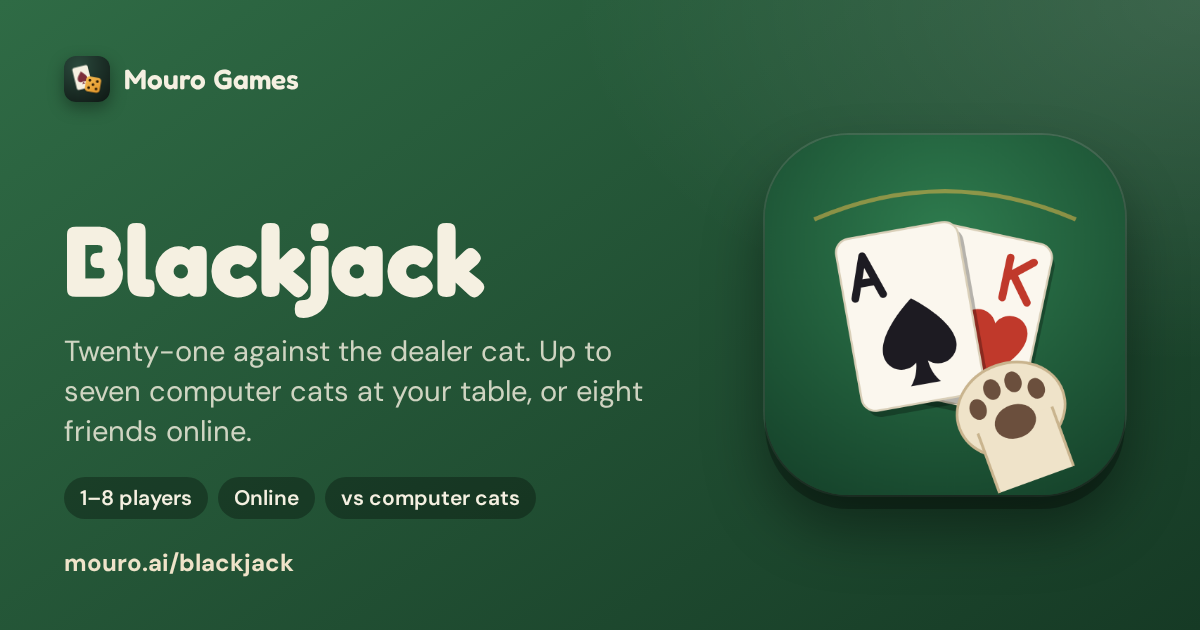 Mouro Games
Blackjack
Twenty-one against the dealer cat. Up to
seven computer cats at your table, or eight
friends online.
1–8 players
Online
vs computer cats
mouro.ai/blackjack
A
K